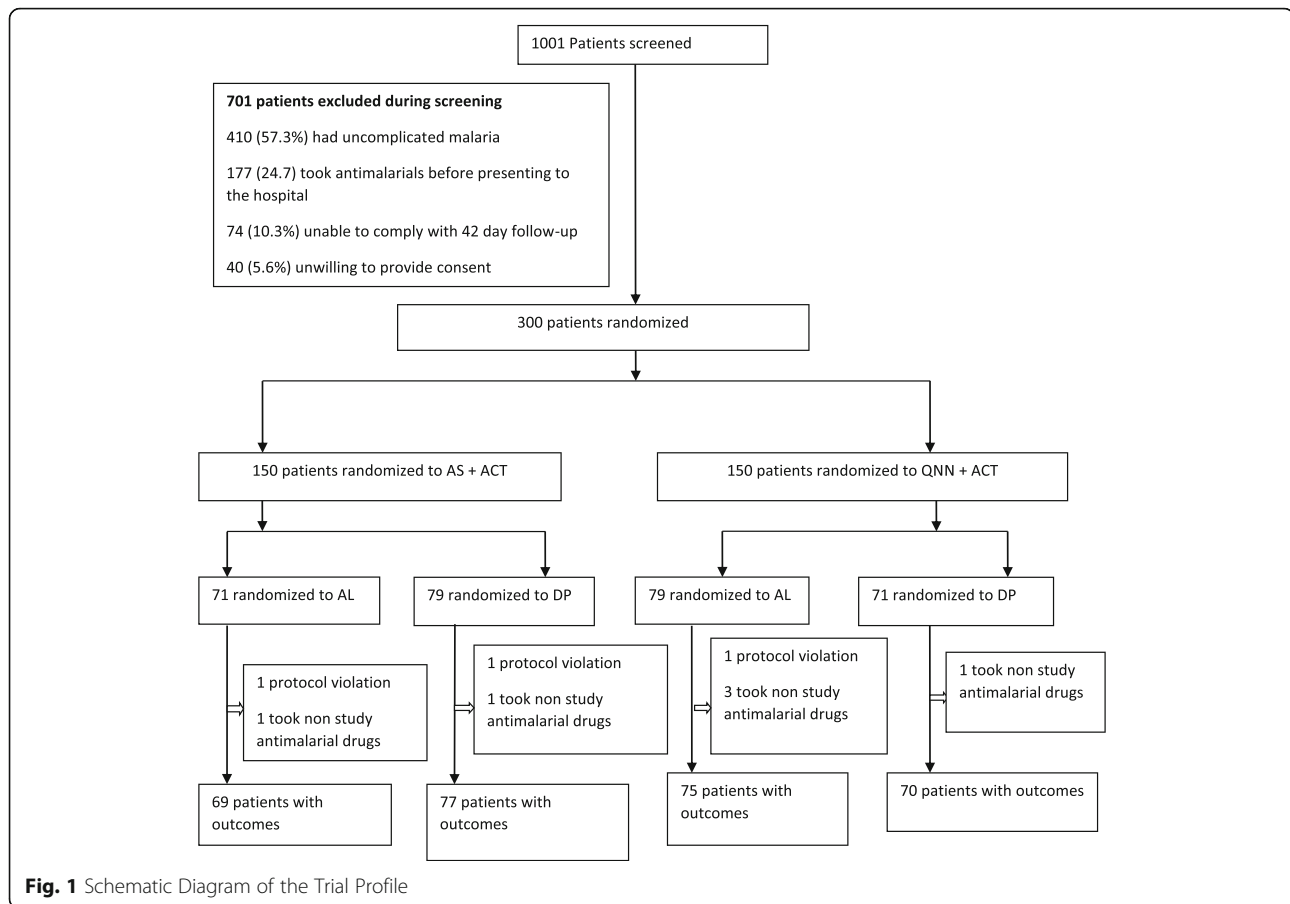 1001 Patients screened
701 patients excluded during screening
410 (57.3%) had uncomplicated malaria
177 (24.7) took antimalarials before presenting to
the hospital
74 (10.3%) unable to comply with 42 day follow-up
40 (5.6%) unwilling to provide consent
300 patients randomized
150 patients randomized to AS + ACT
150 patients randomized to QNN + ACT
71 randomized to AL
79 randomized to DP
79 randomized to AL
71 randomized to DP
1 protocol violation
1 took non study
antimalarial drugs
1 protocol violation
1 took non study
antimalarial drugs
1 protocol violation
3 took non study
antimalarial drugs
1 took non study
antimalarial drugs
69 patients with
outcomes
77 patients with
outcomes
75 patients with
outcomes
70 patients with outcomes
Fig. 1 Schematic Diagram of the Trial Profile